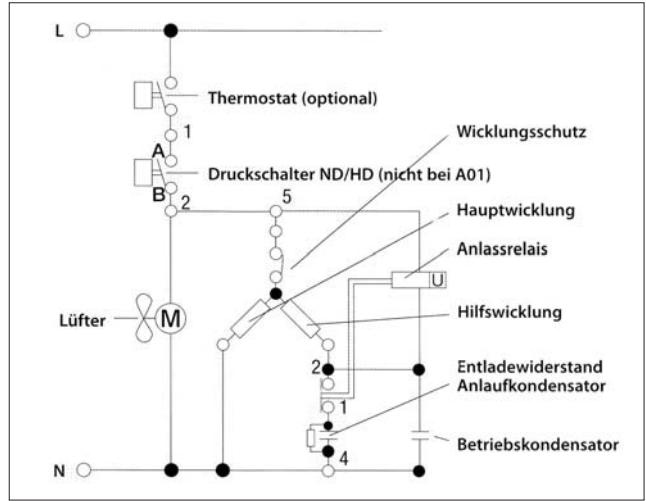 L
Thermostat (optional)
1
A
Druckschalter ND/HD (nicht bei A01)
B
2
5
Wicklungsschutz
Hauptwicklung
Anlassrelais
U
Lüfter
M
Hilfswicklung
2
1
Entladewiderstand
Anlaufkondensator
4
Betriebskondensator
N